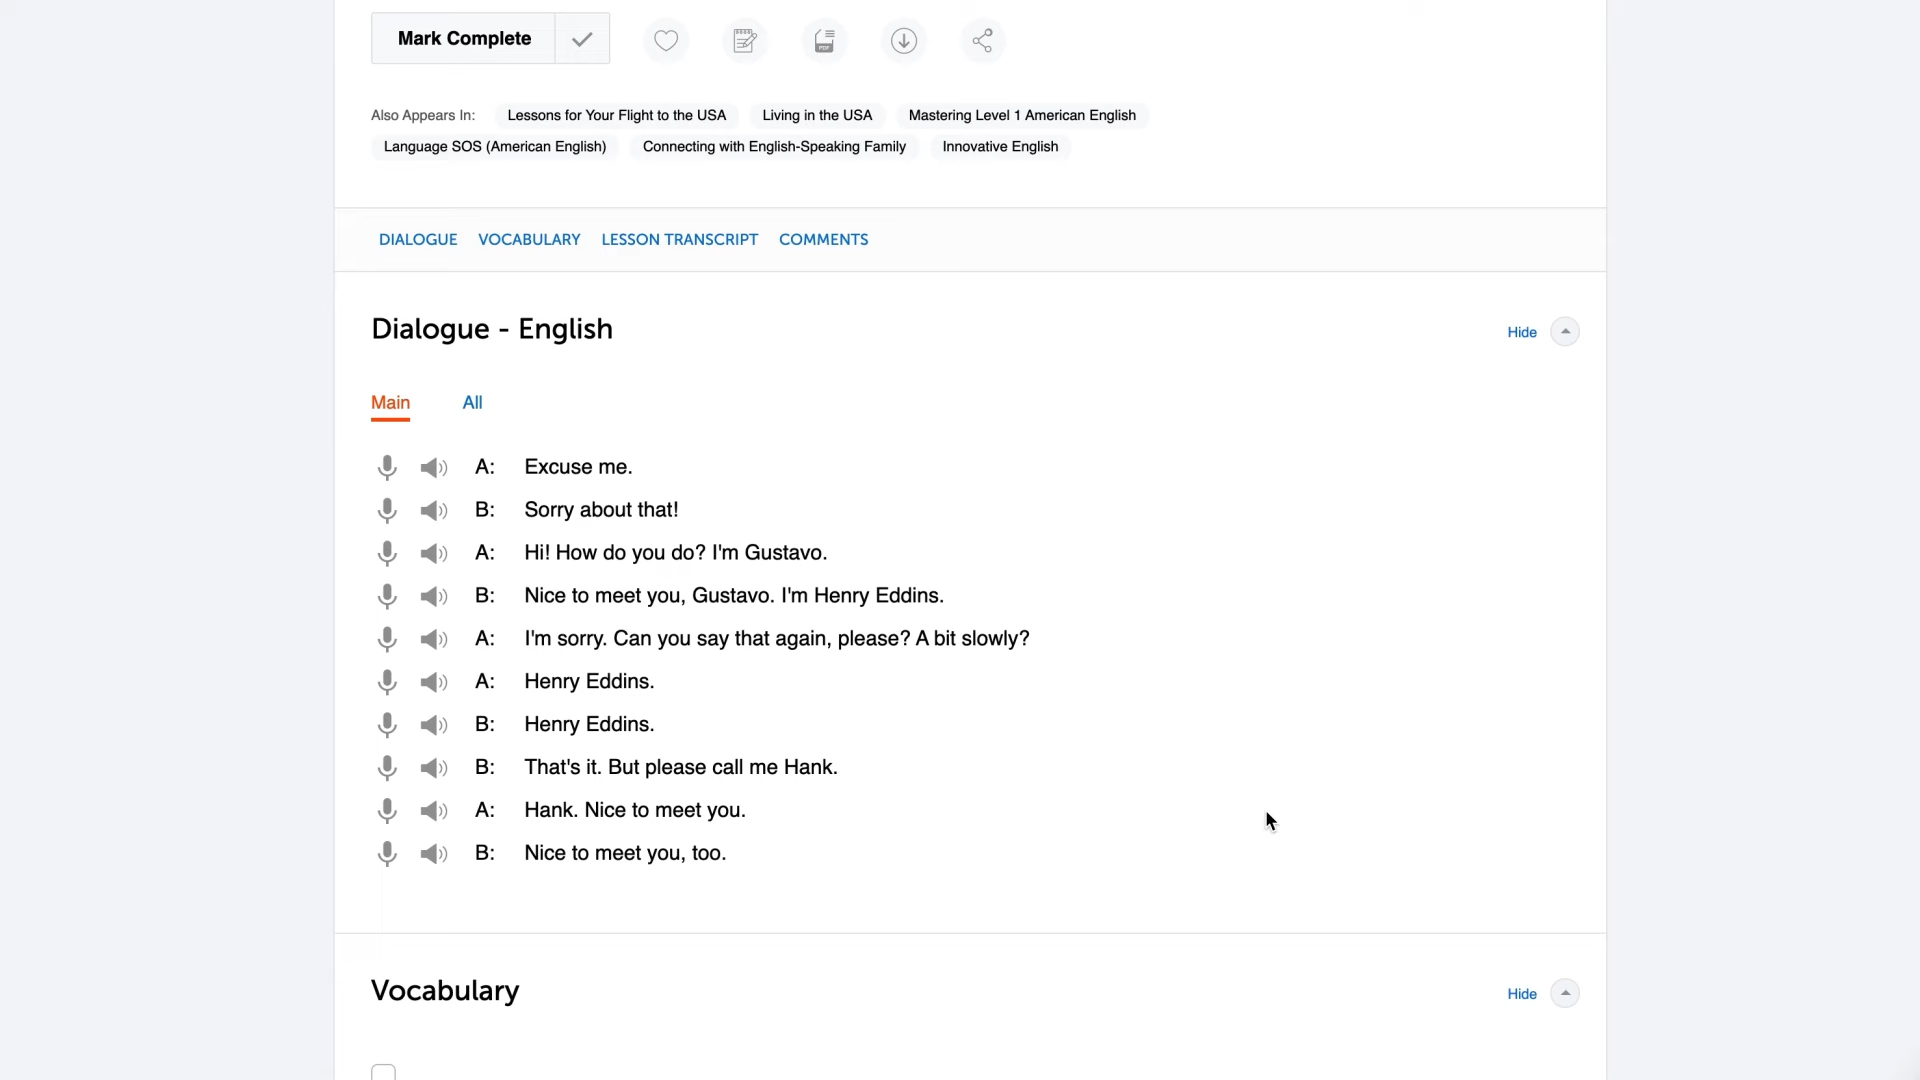 Mark Complete
PDF
Also Appears In: Lessons for Your Flight to the USA Living in the USA Mastering Level 1 American English
Language SOS (American English) Connecting with English-Speaking Family Innovative English
DIALOGUE VOCABULARY LESSON TRANSCRIPT COMMENTS
Dialogue - English Hide
Main All
A: Excuse me.
B: Sorry about that!
A: Hi! How do you do? I'm Gustavo.
B: Nice to meet you, Gustavo. I'm Henry Eddins.
A: I'm sorry. Can you say that again, please? A bit slowly?
A: Henry Eddins.
B: Henry Eddins.
B: That's it. But please call me Hank.
A: Hank. Nice to meet you.
B: Nice to meet you, too.
Vocabulary Hide